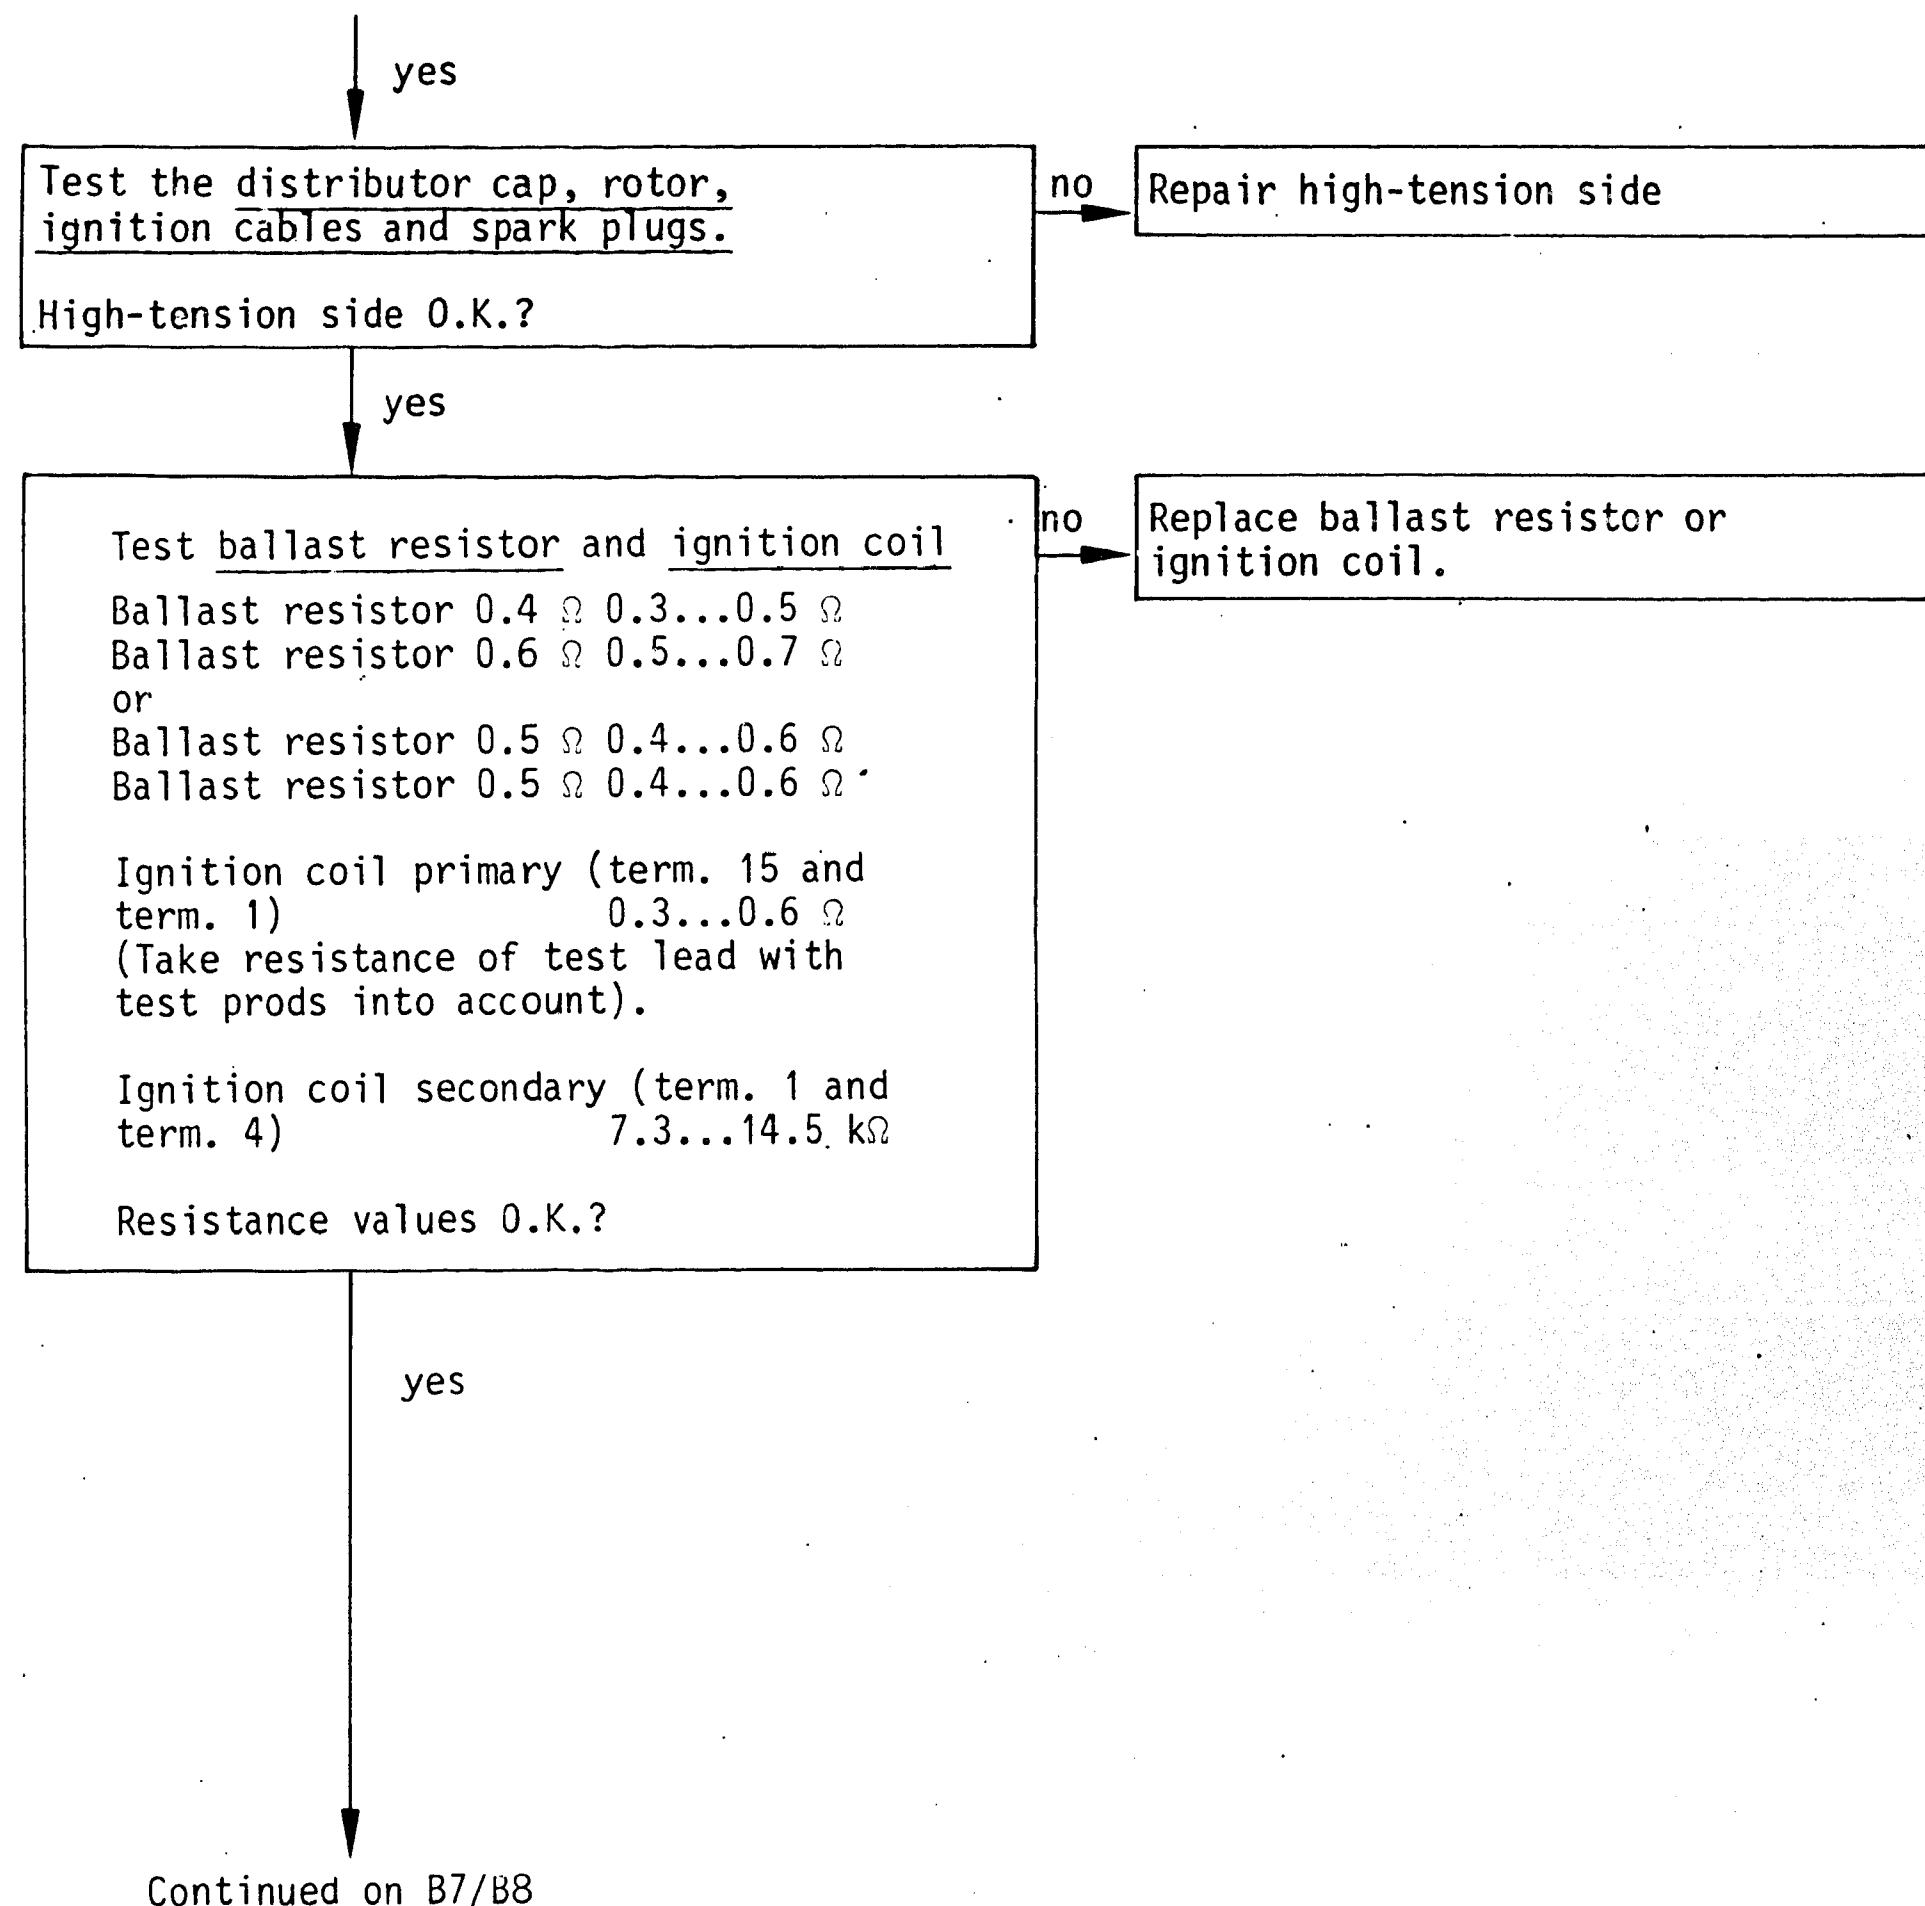 yes
Test the distributor cap, rotor,
ignition cables and spark plugs.
High-tension side O.K.?
no
Repair high-tension side
yes
Test ballast resistor and ignition coil
Ballast resistor 0.4 Ω 0.3...0.5 Ω
Ballast resistor 0.6 Ω 0.5...0.7 Ω
or
Ballast resistor 0.5 Ω 0.4...0.6 Ω
Ballast resistor 0.5 Ω 0.4...0.6 Ω
Ignition coil primary (term. 15 and
term. 1) 0.3...0.6 Ω
(Take resistance of test lead with
test prods into account).
Ignition coil secondary (term. 1 and
term. 4) 7.3...14.5 kΩ
Resistance values O.K.?
no
Replace ballast resistor or
ignition coil.
yes
Continued on B7/B8